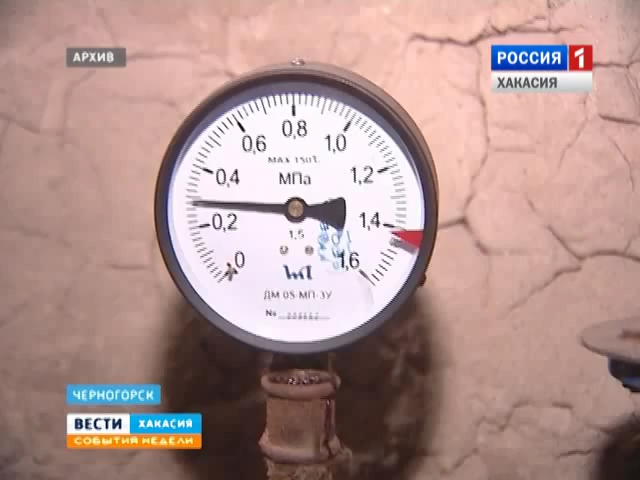 АРХИВ
РОССИЯ 1
ХАКАСИЯ
0,8
0,6
1,0
MAX 150°C
0,4
МПа
1,2
0,2
1,4
1,5
0
1,6
ДМ 05-МП-3У
№
ЧЕРНОГОРСК
ВЕСТИ ХАКАСИЯ
СОБЫТИЯ НЕДЕЛИ